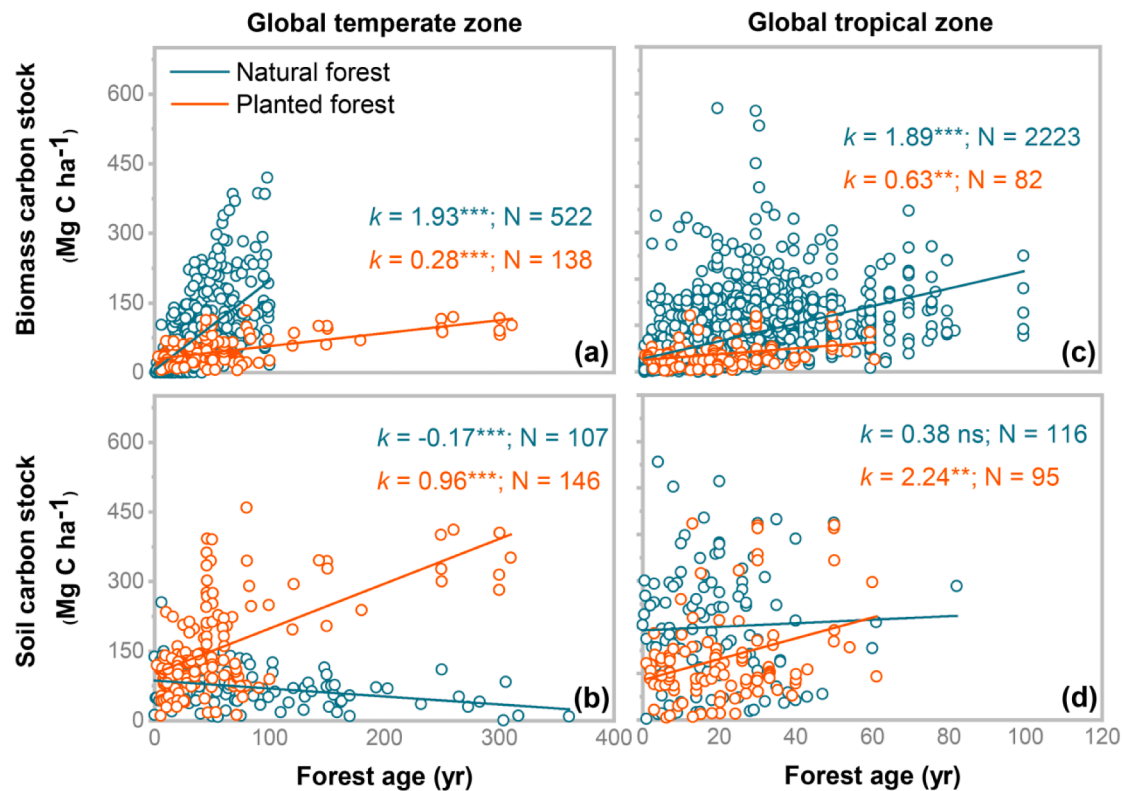 Global temperate zone
Global tropical zone
Biomass carbon stock
(Mg C ha⁻¹)
600
450
300
150
0
Natural forest
Planted forest
k = 1.93***; N = 522
k = 0.28***; N = 138
(a)
k = 1.89***; N = 2223
k = 0.63**; N = 82
(c)
Soil carbon stock
(Mg C ha⁻¹)
600
450
300
150
0
k = -0.17***; N = 107
k = 0.96***; N = 146
(b)
k = 0.38 ns; N = 116
k = 2.24**; N = 95
(d)
0 100 200 300 400
0 20 40 60 80 100 120
Forest age (yr)
Forest age (yr)